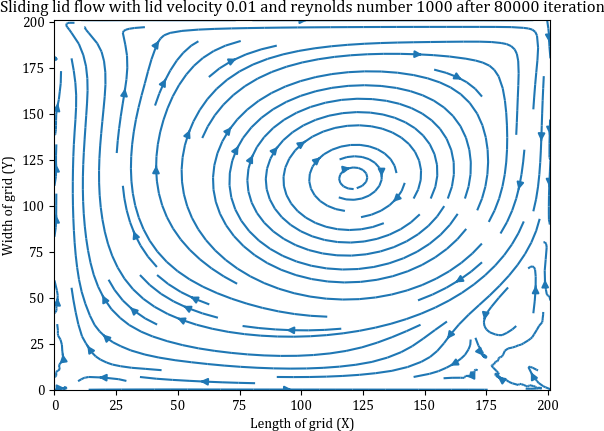 Sliding lid flow with lid velocity 0.01 and reynolds number 1000 after 80000 iteration
200
175
150
125
100
75
50
25
0
Width of grid (Y)
0 25 50 75 100 125 150 175 200
Length of grid (X)